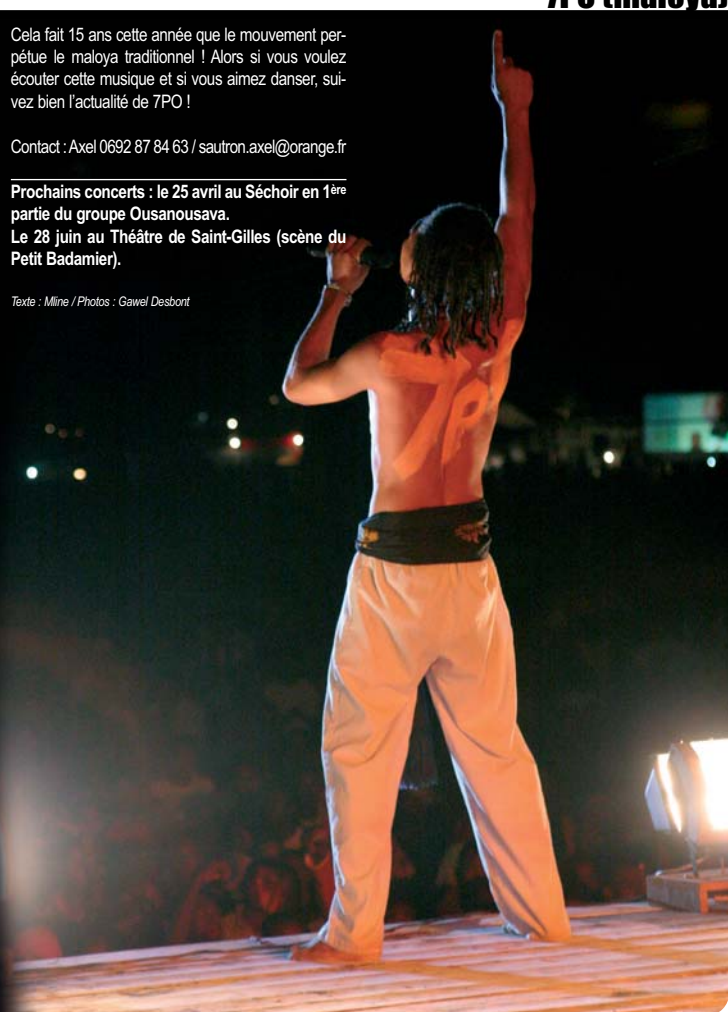 7PO (maloya)
Cela fait 15 ans cette année que le mouvement per-
pétue le maloya traditionnel ! Alors si vous voulez
écouter cette musique et si vous aimez danser, sui-
vez bien l'actualité de 7PO !
Contact : Axel 0692 87 84 63 / sautron.axel@orange.fr
Prochains concerts : le 25 avril au Séchoir en 1ère
partie du groupe Ousanousava.
Le 28 juin au Théâtre de Saint-Gilles (scène du
Petit Badamier).
Texte : Mline / Photos : Gawel Desbont
7PO